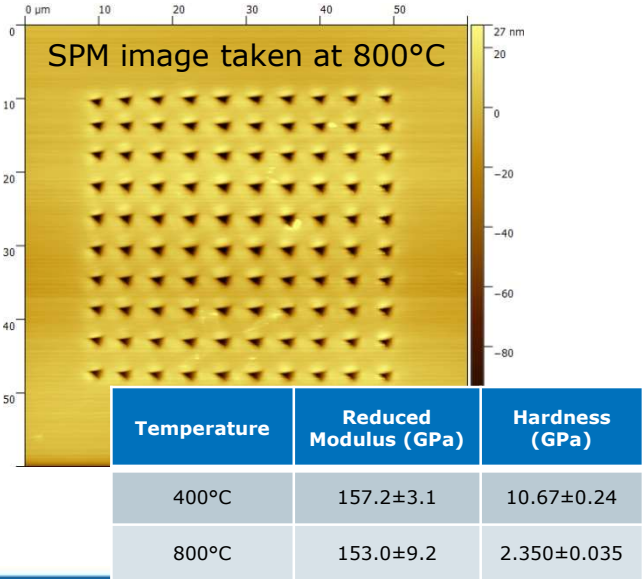 0 µm 10 20 30 40 50
0
SPM image taken at 800°C
10
20
30
40
50
27 nm
20
0
−20
−40
−60
−80
Temperature Reduced Modulus (GPa) Hardness (GPa)
400°C 157.2±3.1 10.67±0.24
800°C 153.0±9.2 2.350±0.035